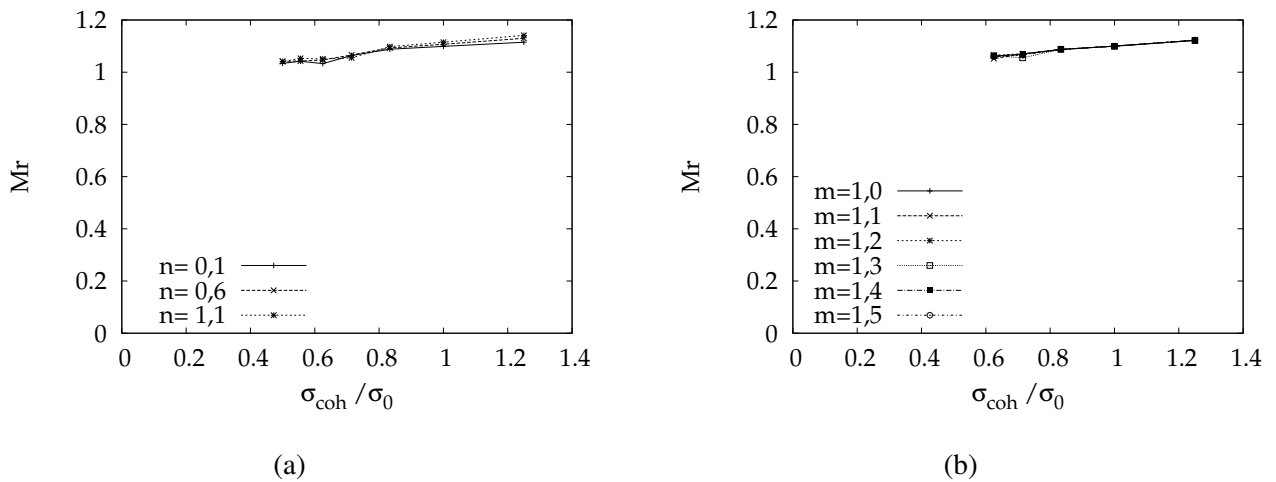 1.2
1
0.8
0.6
0.4
0.2
0
Mr
n= 0,1
n= 0,6
n= 1,1
0 0.2 0.4 0.6 0.8 1 1.2 1.4
σcoh /σ0
(a)
1.2
1
0.8
0.6
0.4
0.2
0
Mr
m=1,0
m=1,1
m=1,2
m=1,3
m=1,4
m=1,5
0 0.2 0.4 0.6 0.8 1 1.2 1.4
σcoh /σ0
(b)